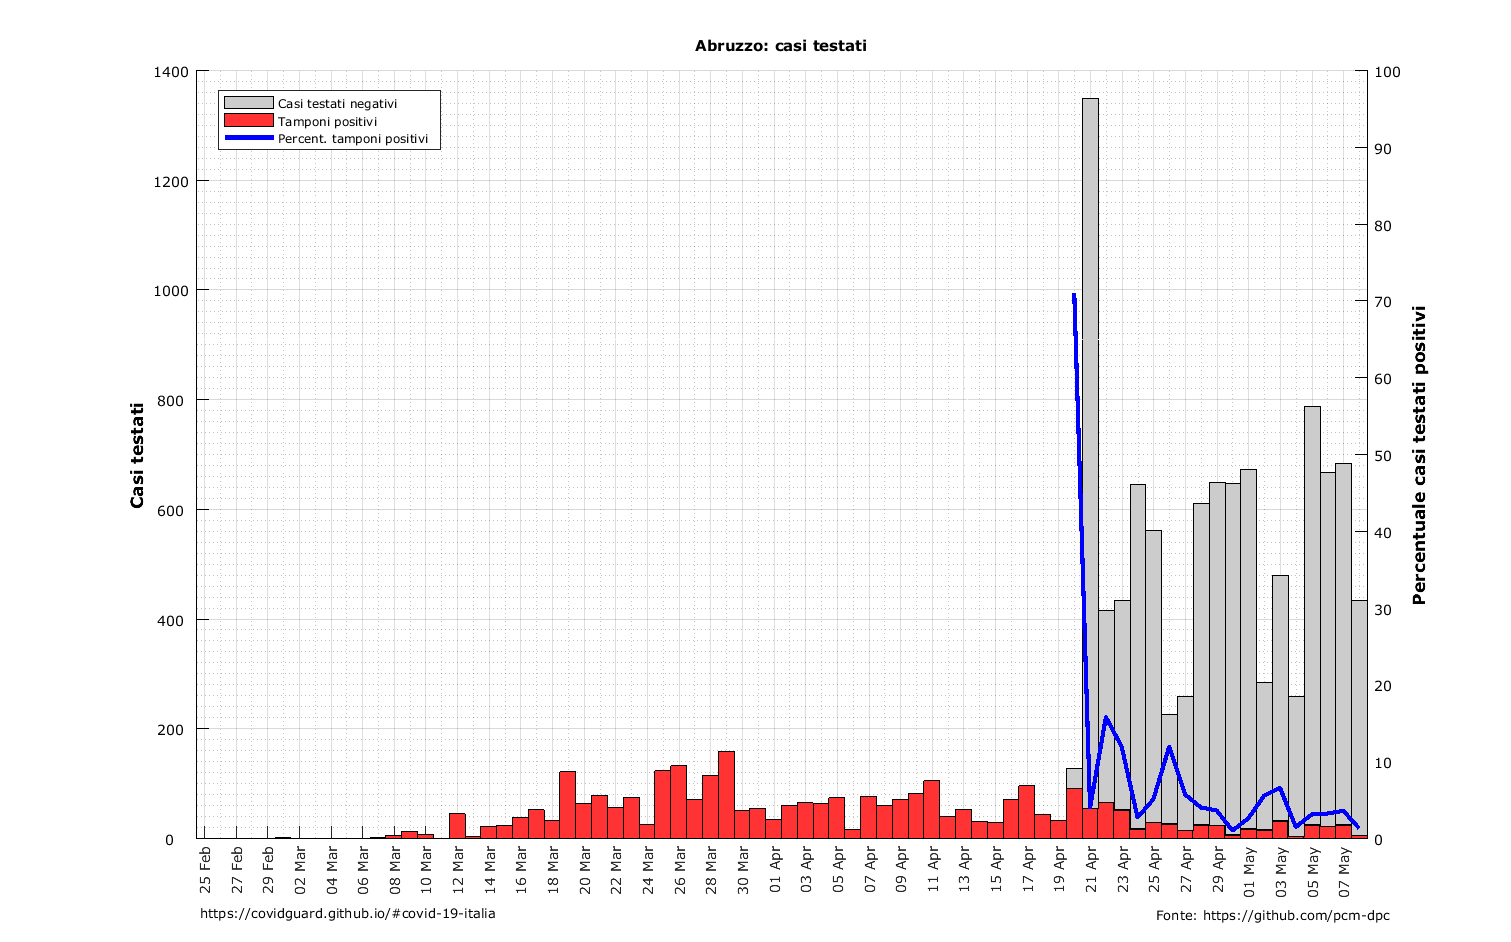 Abruzzo: casi testati
Casi testati negativi
Tamponi positivi
Percent. tamponi positivi
Casi testati
1400
1200
1000
800
600
400
200
0
100
90
80
70
60
50
40
30
20
10
0
Percentuale casi testati positivi
25 Feb
27 Feb
29 Feb
02 Mar
04 Mar
06 Mar
08 Mar
10 Mar
12 Mar
14 Mar
16 Mar
18 Mar
20 Mar
22 Mar
24 Mar
26 Mar
28 Mar
30 Mar
01 Apr
03 Apr
05 Apr
07 Apr
09 Apr
11 Apr
13 Apr
15 Apr
17 Apr
19 Apr
21 Apr
23 Apr
25 Apr
27 Apr
29 Apr
01 May
03 May
05 May
07 May
https://covidguard.github.io/#covid-19-italia
Fonte: https://github.com/pcm-dpc